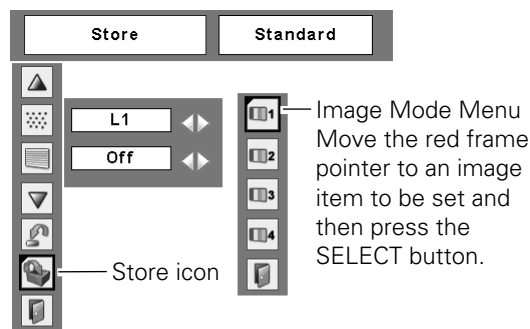 Store Standard
L1
Off
1
2
3
4
Image Mode Menu
Move the red frame
pointer to an image
item to be set and
then press the
SELECT button.
Store icon